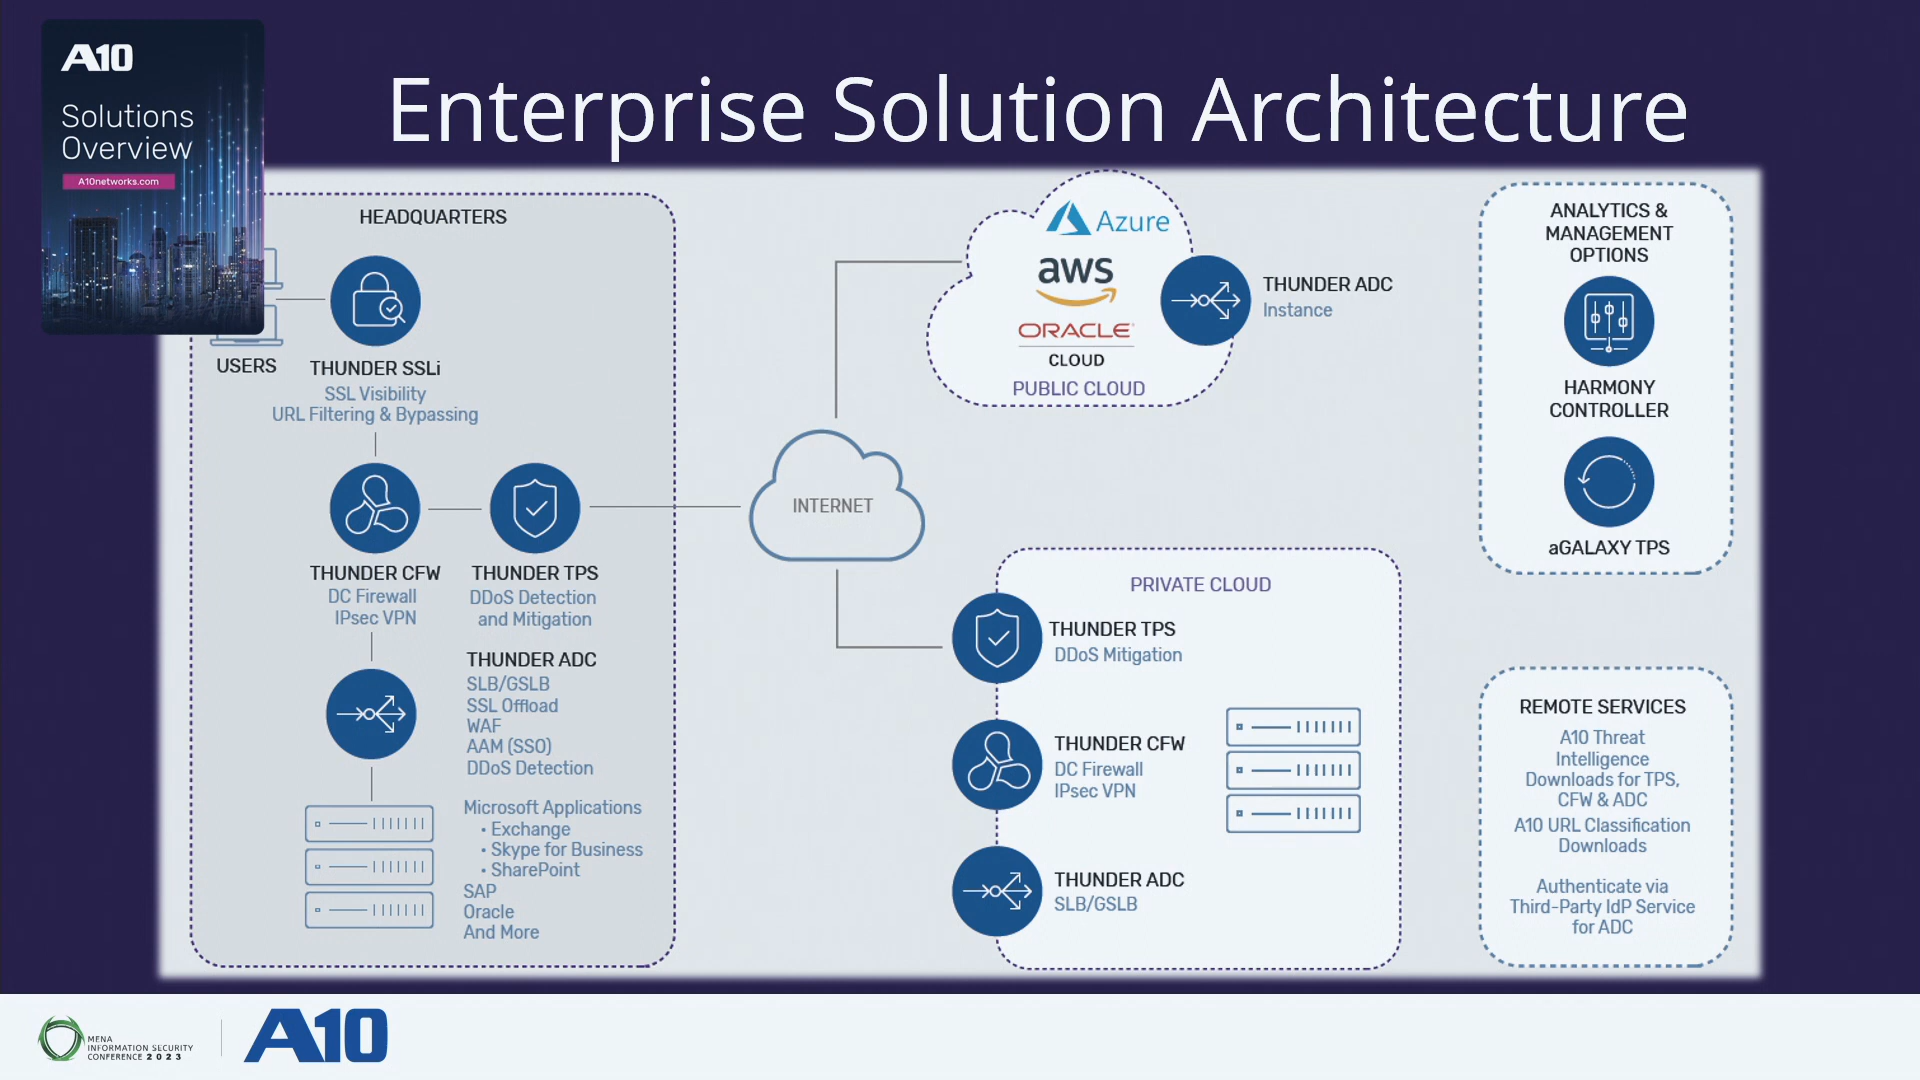 A10
Solutions
Overview
A10networks.com
Enterprise Solution Architecture
HEADQUARTERS
USERS
THUNDER SSLi
SSL Visibility
URL Filtering & Bypassing
THUNDER CFW
DC Firewall
IPsec VPN
THUNDER TPS
DDoS Detection
and Mitigation
THUNDER ADC
SLB/GSLB
SSL Offload
WAF
AAM (SSO)
DDoS Detection
Microsoft Applications
• Exchange
• Skype for Business
• SharePoint
SAP
Oracle
And More
INTERNET
Azure
aws
ORACLE
CLOUD
PUBLIC CLOUD
THUNDER ADC
Instance
PRIVATE CLOUD
THUNDER TPS
DDoS Mitigation
THUNDER CFW
DC Firewall
IPsec VPN
THUNDER ADC
SLB/GSLB
ANALYTICS &
MANAGEMENT
OPTIONS
HARMONY
CONTROLLER
aGALAXY TPS
REMOTE SERVICES
A10 Threat
Intelligence
Downloads for TPS,
CFW & ADC
A10 URL Classification
Downloads
Authenticate via
Third-Party IdP Service
for ADC
MENA
INFORMATION SECURITY
CONFERENCE 2023
A10